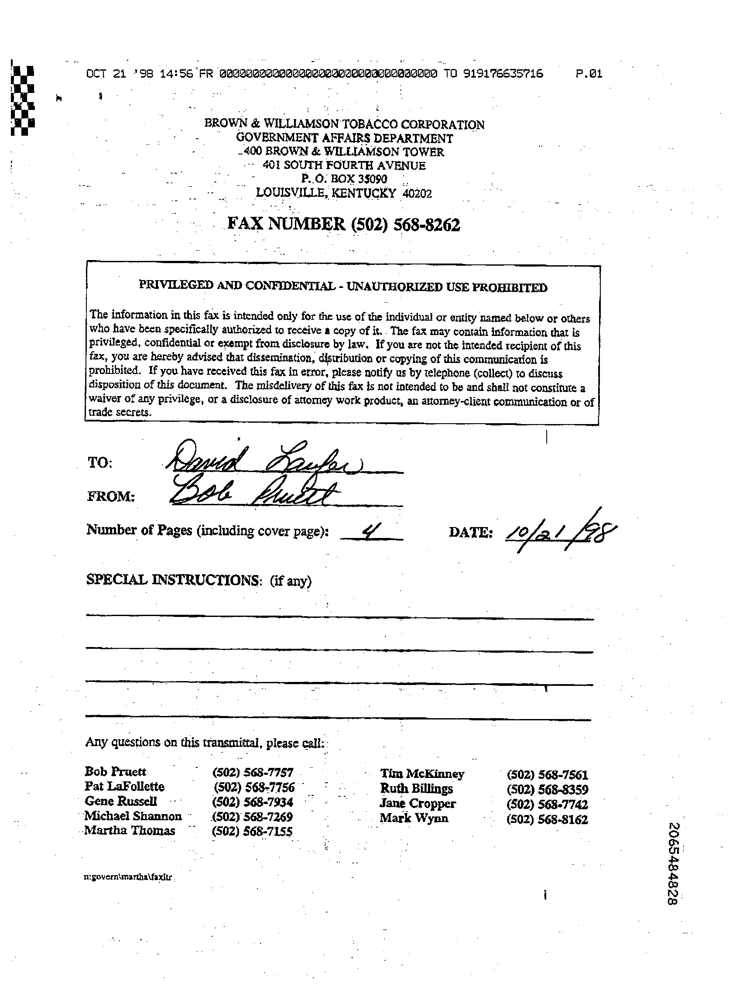 OCT 21 '98 14:56 FR 000000000000000000000000000000000000 TO 919176635716 P.01
BROWN & WILLIAMSON TOBACCO CORPORATION
GOVERNMENT AFFAIRS DEPARTMENT
400 BROWN & WILLIAMSON TOWER
401 SOUTH FOURTH AVENUE
P. O. BOX 35090
LOUISVILLE, KENTUCKY 40202
FAX NUMBER (502) 568-8262
PRIVILEGED AND CONFIDENTIAL - UNAUTHORIZED USE PROHIBITED
The information in this fax is intended only for the use of the individual or entity named below or others
who have been specifically authorized to receive a copy of it. The fax may contain information that is
privileged, confidential or exempt from disclosure by law. If you are not the intended recipient of this
fax, you are hereby advised that dissemination, distribution or copying of this communication is
prohibited. If you have received this fax in error, please notify us by telephone (collect) to discuss
disposition of this document. The misdelivery of this fax is not intended to be and shall not constitute a
waiver of any privilege, or a disclosure of attorney work product, an attorney-client communication or of
trade secrets.
TO: David Laufer
FROM: Bob Pruett
Number of Pages (including cover page): 4 DATE: 10/21/98
SPECIAL INSTRUCTIONS: (if any)
Any questions on this transmittal, please call:
Bob Pruett (502) 568-7757 Tim McKinney (502) 568-7561
Pat LaFollette (502) 568-7756 Ruth Billings (502) 568-8359
Gene Russell (502) 568-7934 Jane Cropper (502) 568-7742
Michael Shannon (502) 568-7269 Mark Wynn (502) 568-8162
Martha Thomas (502) 568-7155
n:govern\martha\faxltr
2065484828